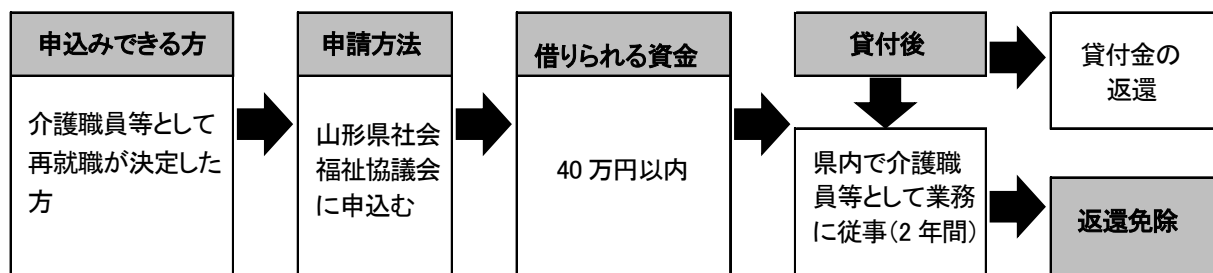 申込みできる方
介護職員等として
再就職が決定した
方
申請方法
山形県社会
福祉協議会
に申込む
借りられる資金
40 万円以内
貸付後
県内で介護職
員等として業務
に従事(2 年間)
貸付金の
返還
返還免除